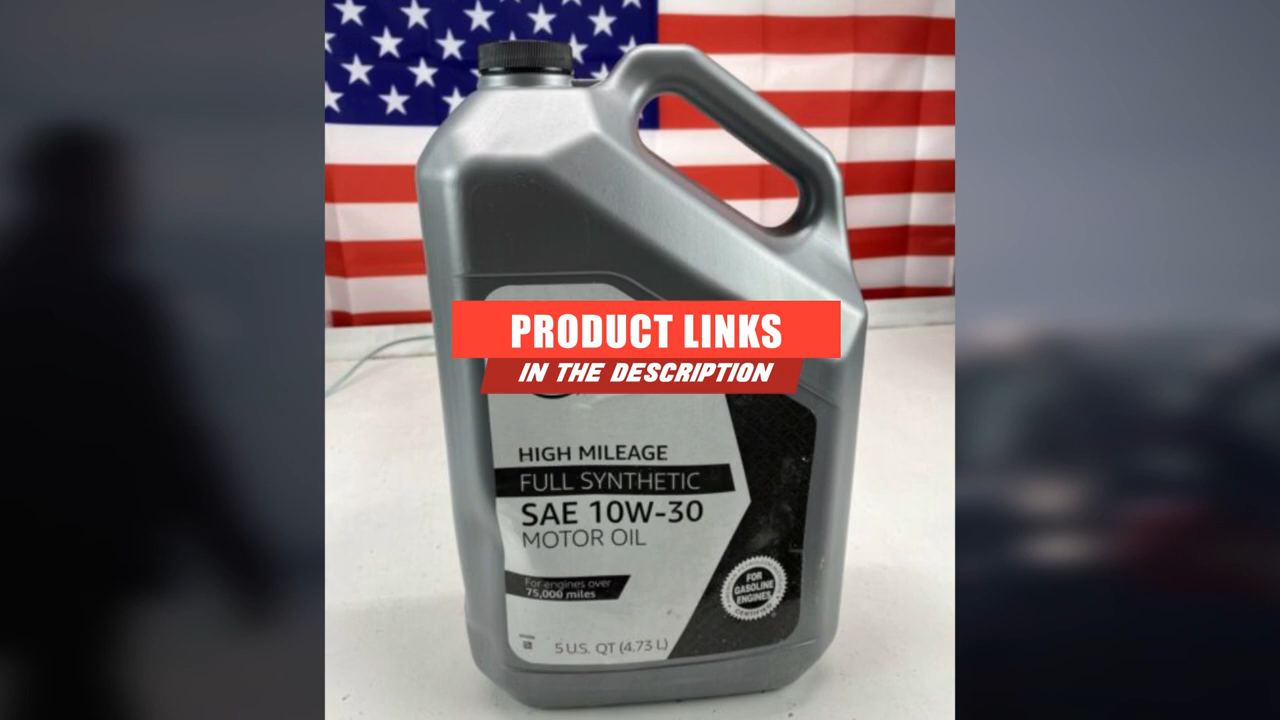 PRODUCT LINKS
IN THE DESCRIPTION
HIGH MILEAGE
FULL SYNTHETIC
SAE 10W-30
MOTOR OIL
For engines over
75,000 miles
FOR
GASOLINE
ENGINES
CERTIFIED
5 U.S. QT (4.73 L)